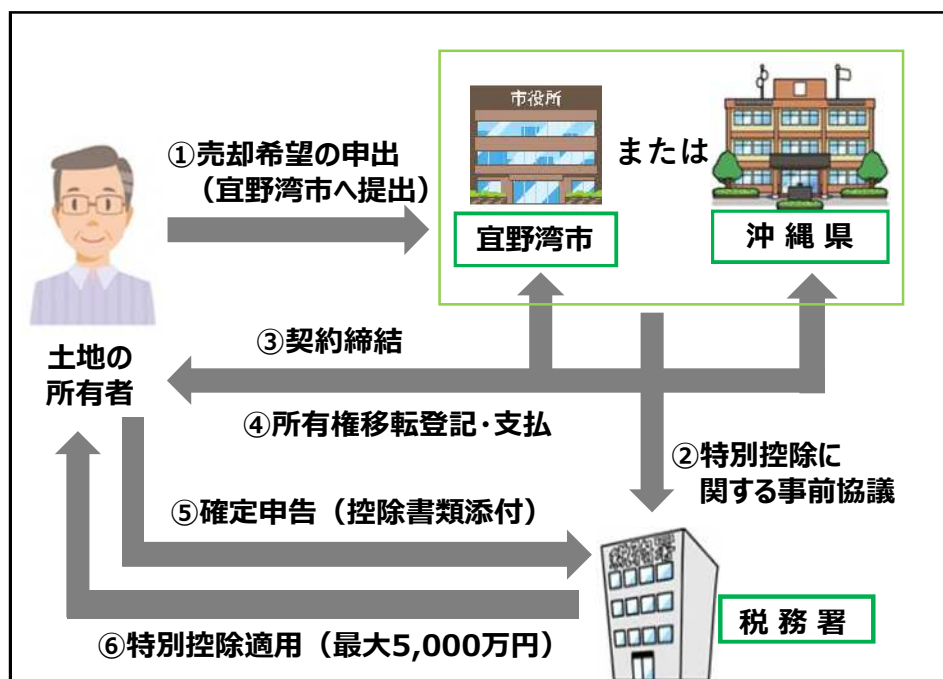 市役所
または
宜野湾市
沖縄県
①売却希望の申出
（宜野湾市へ提出）
土地の
所有者
③契約締結
④所有権移転登記・支払
②特別控除に
関する事前協議
⑤確定申告（控除書類添付）
税務署
税務署
⑥特別控除適用（最大5,000万円）